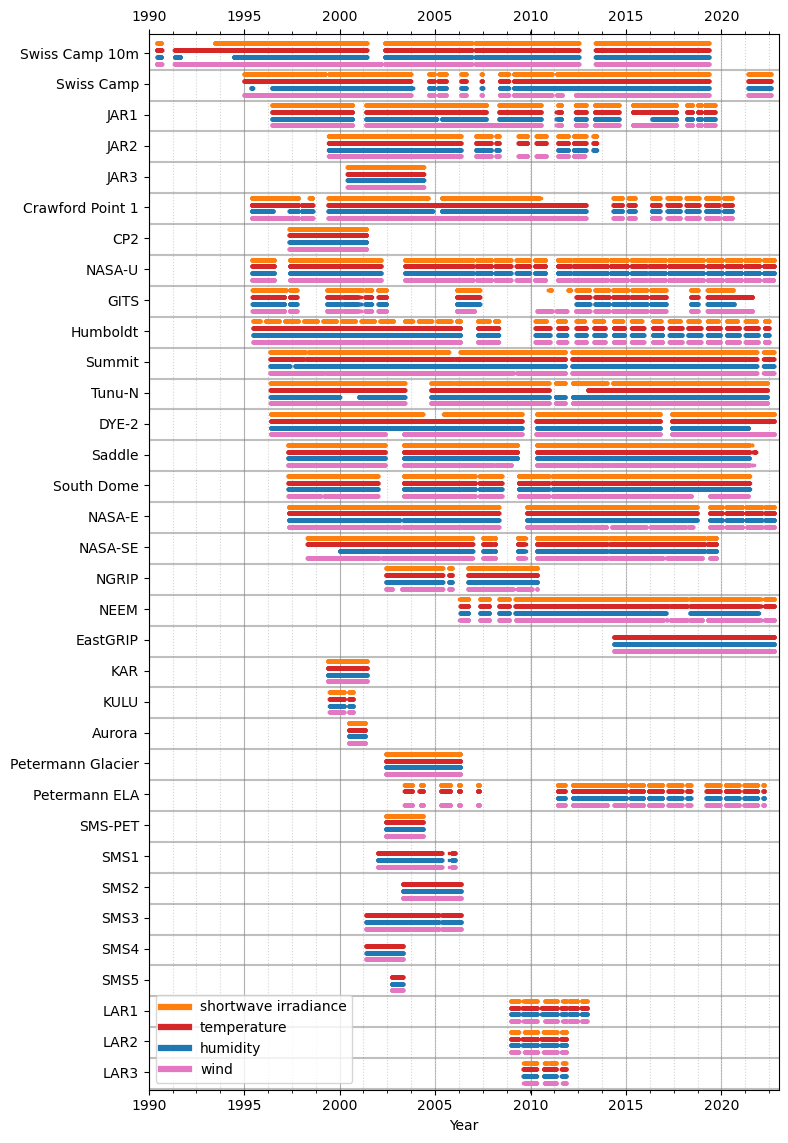 1990 1995 2000 2005 2010 2015 2020
Swiss Camp 10m
Swiss Camp
JAR1
JAR2
JAR3
Crawford Point 1
CP2
NASA-U
GITS
Humboldt
Summit
Tunu-N
DYE-2
Saddle
South Dome
NASA-E
NASA-SE
NGRIP
NEEM
EastGRIP
KAR
KULU
Aurora
Petermann Glacier
Petermann ELA
SMS-PET
SMS1
SMS2
SMS3
SMS4
SMS5
LAR1
LAR2
LAR3
shortwave irradiance
temperature
humidity
wind
1990 1995 2000 2005 2010 2015 2020
Year